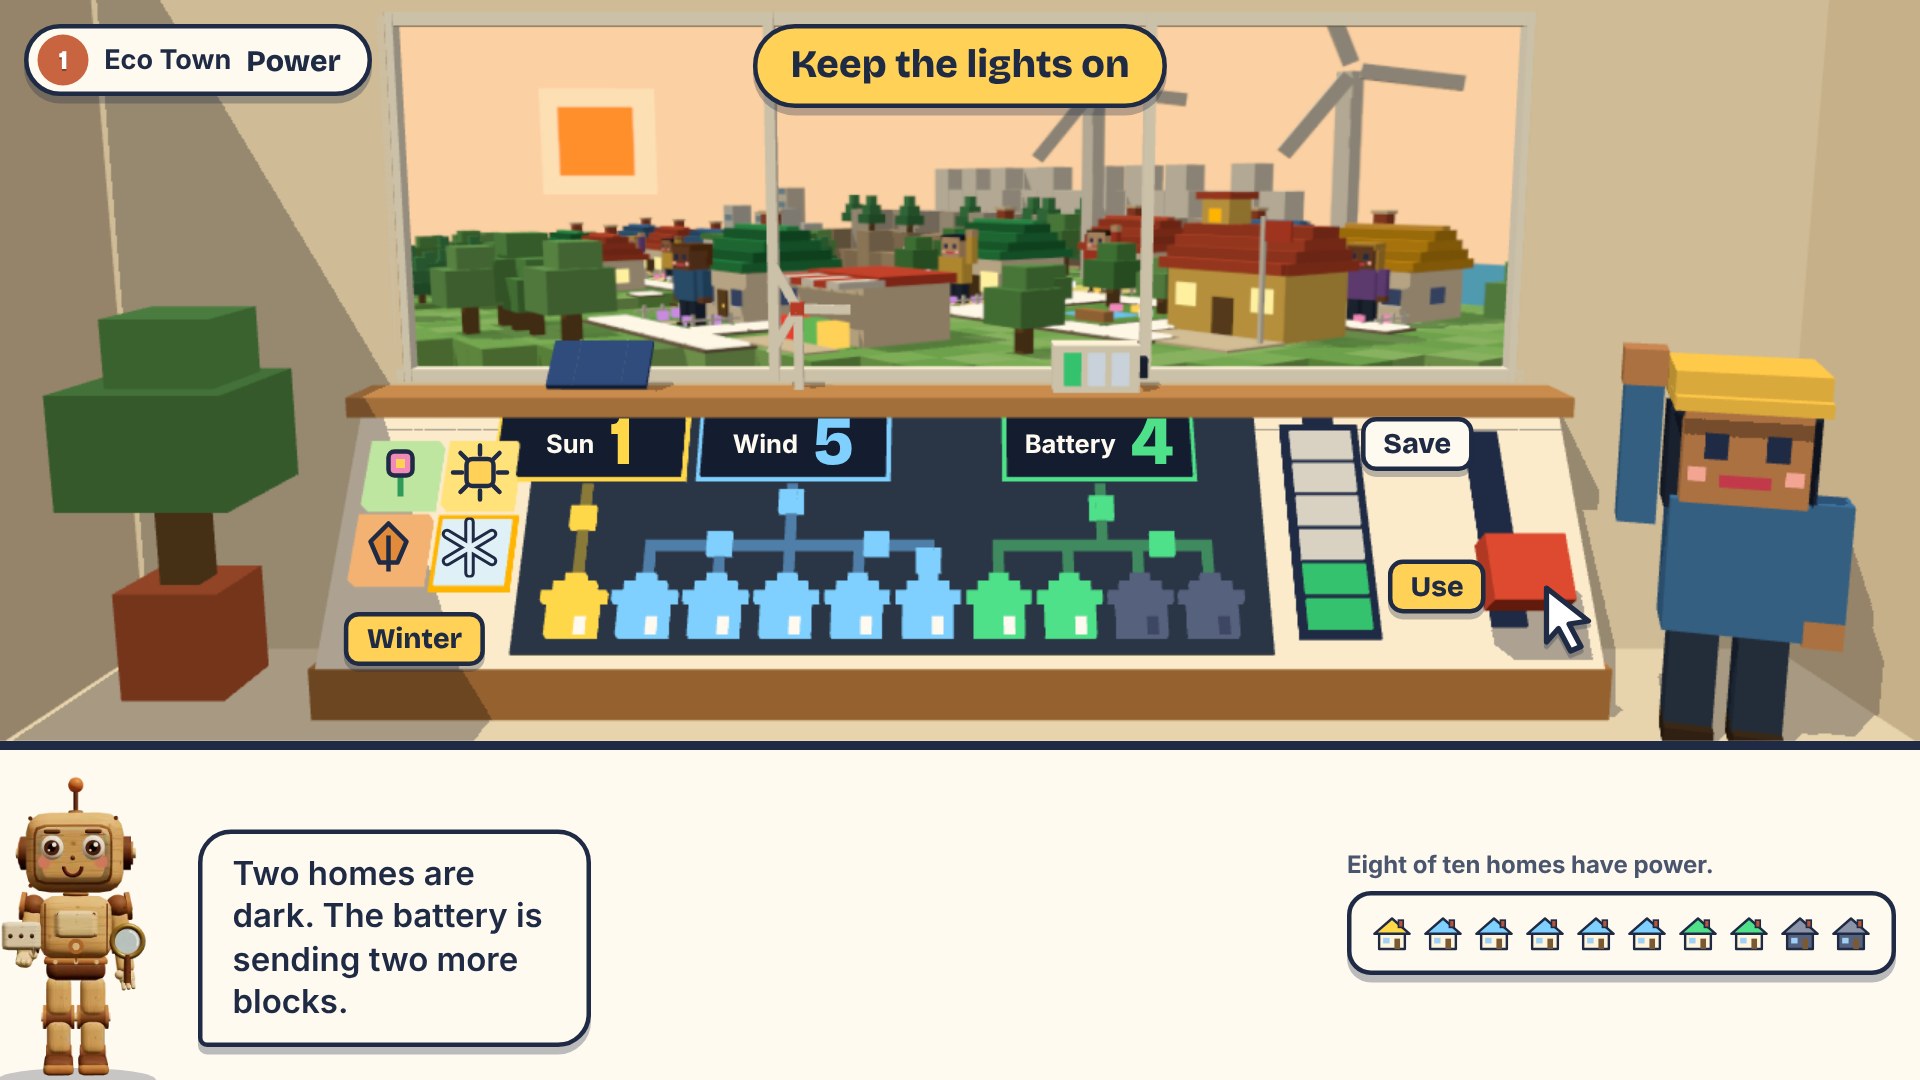 1 Eco Town Power
Keep the lights on
Sun 1
Wind 5
Battery 4
Save
Use
Winter
Two homes are
dark. The battery is
sending two more
blocks.
Eight of ten homes have power.